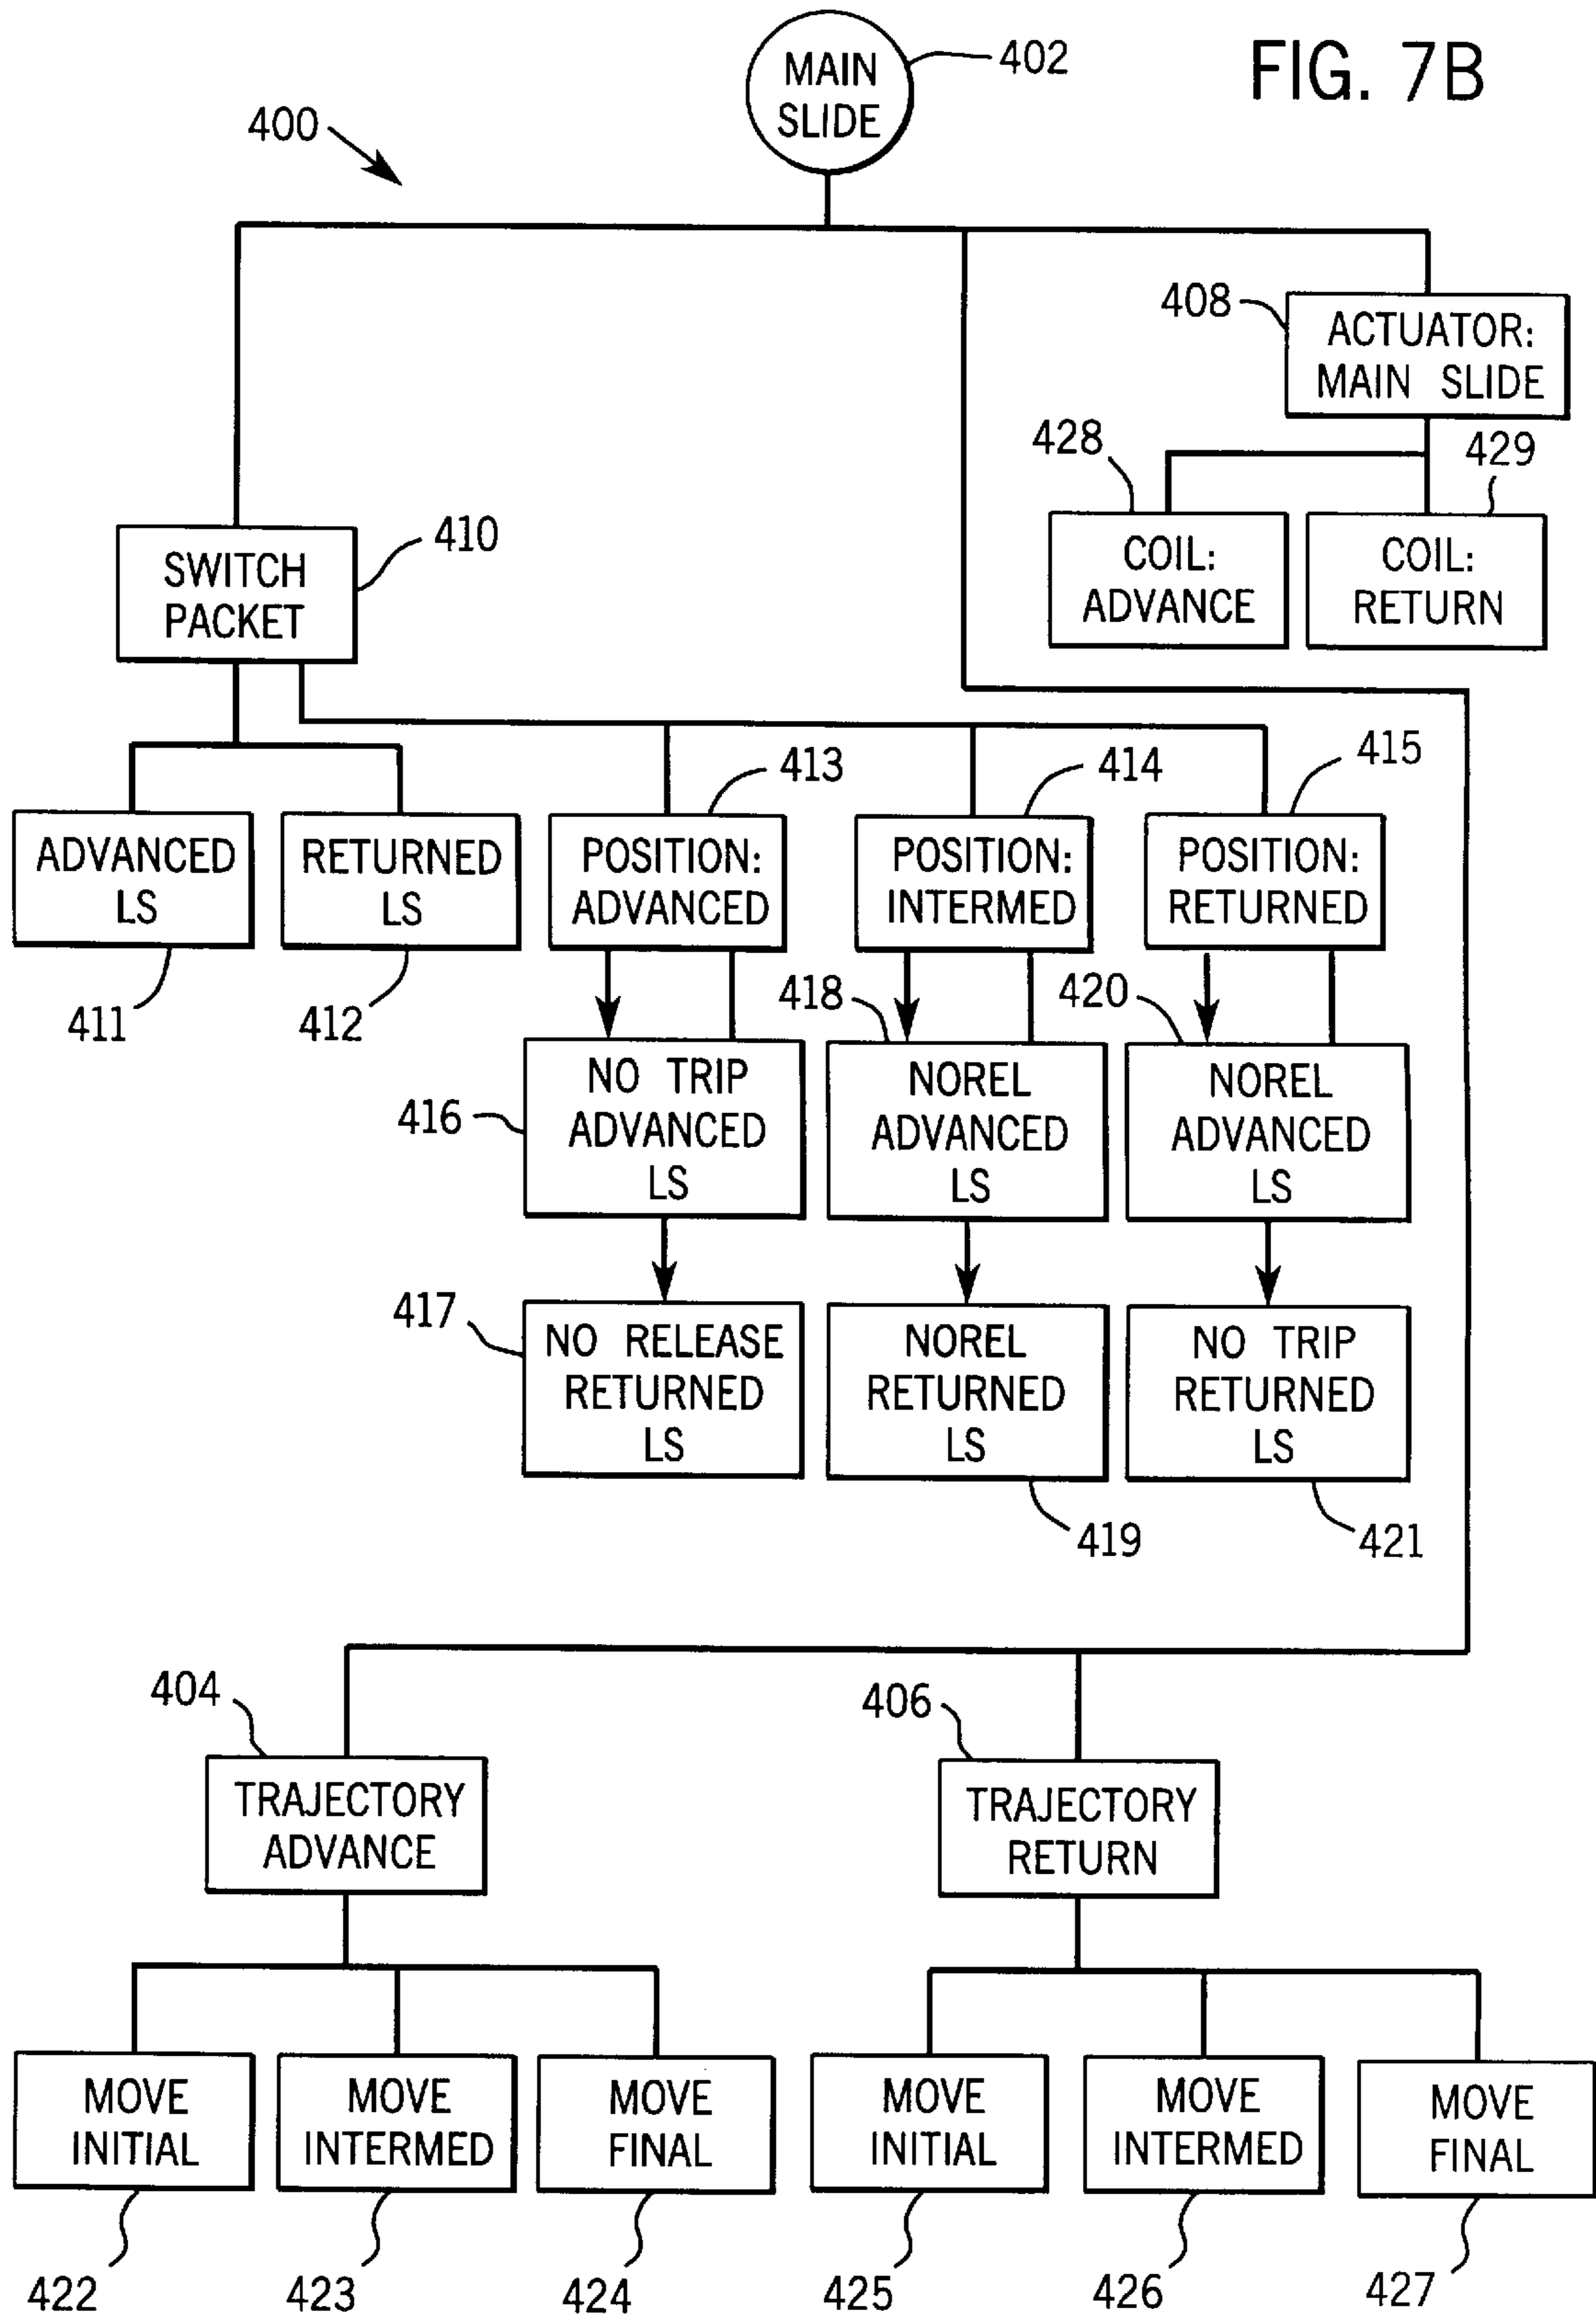 FIG. 7B
MAIN
SLIDE
402
400
408
ACTUATOR:
MAIN SLIDE
428
429
COIL:
ADVANCE
COIL:
RETURN
SWITCH
PACKET
410
413
414
415
ADVANCED
LS
RETURNED
LS
POSITION:
ADVANCED
POSITION:
INTERMED
POSITION:
RETURNED
411
412
418
420
416
NO TRIP
ADVANCED
LS
NOREL
ADVANCED
LS
NOREL
ADVANCED
LS
417
NO RELEASE
RETURNED
LS
NOREL
RETURNED
LS
NO TRIP
RETURNED
LS
419
421
404
406
TRAJECTORY
ADVANCE
TRAJECTORY
RETURN
MOVE
INITIAL
MOVE
INTERMED
MOVE
FINAL
MOVE
INITIAL
MOVE
INTERMED
MOVE
FINAL
422
423
424
425
426
427